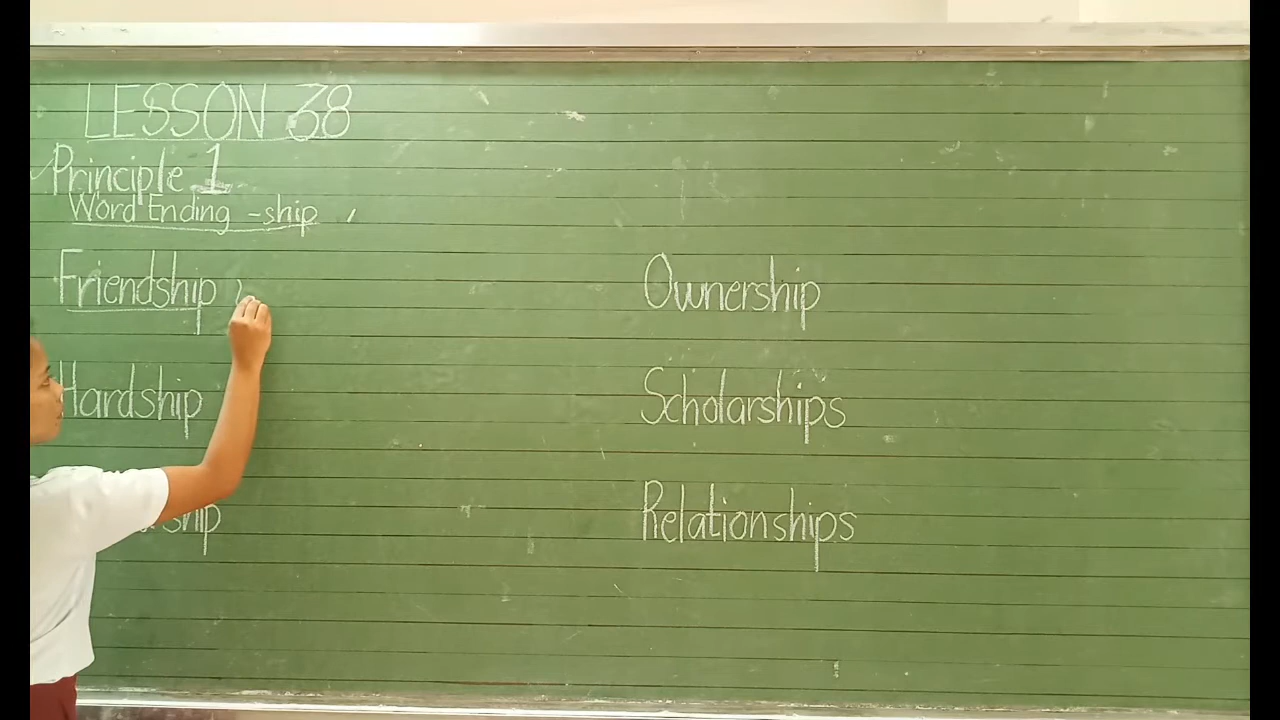 LESSON 38
Principle 1
Word Ending -ship
Friendship
Hardship
Ownership
Scholarships
Relationships